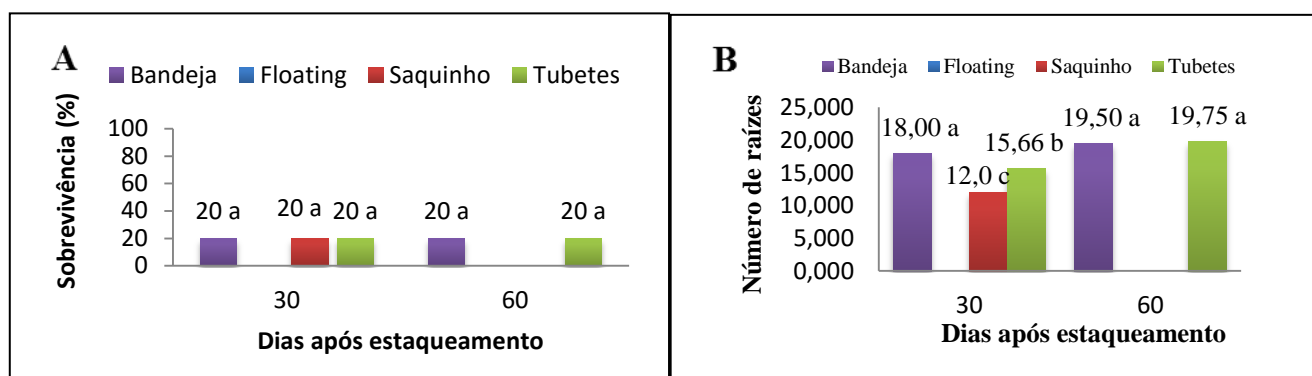 A
Bandeja Floating Saquinho Tubetes
Sobrevivência (%)
100
80
60
40
20
0
20 a 20 a 20 a 20 a 20 a
30 60
Dias após estaqueamento
B
Bandeja Floating Saquinho Tubetes
Número de raízes
25,000
20,000
15,000
10,000
5,000
0,000
18,00 a 12,0 c 15,66 b 19,50 a 19,75 a
30 60
Dias após estaqueamento